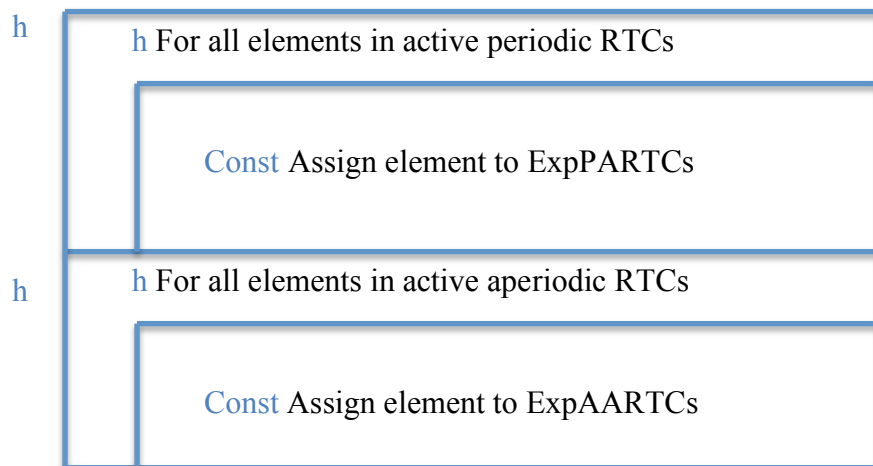 h
h For all elements in active periodic RTCs
Const Assign element to ExpPARTCs
h
h For all elements in active aperiodic RTCs
Const Assign element to ExpAARTCs